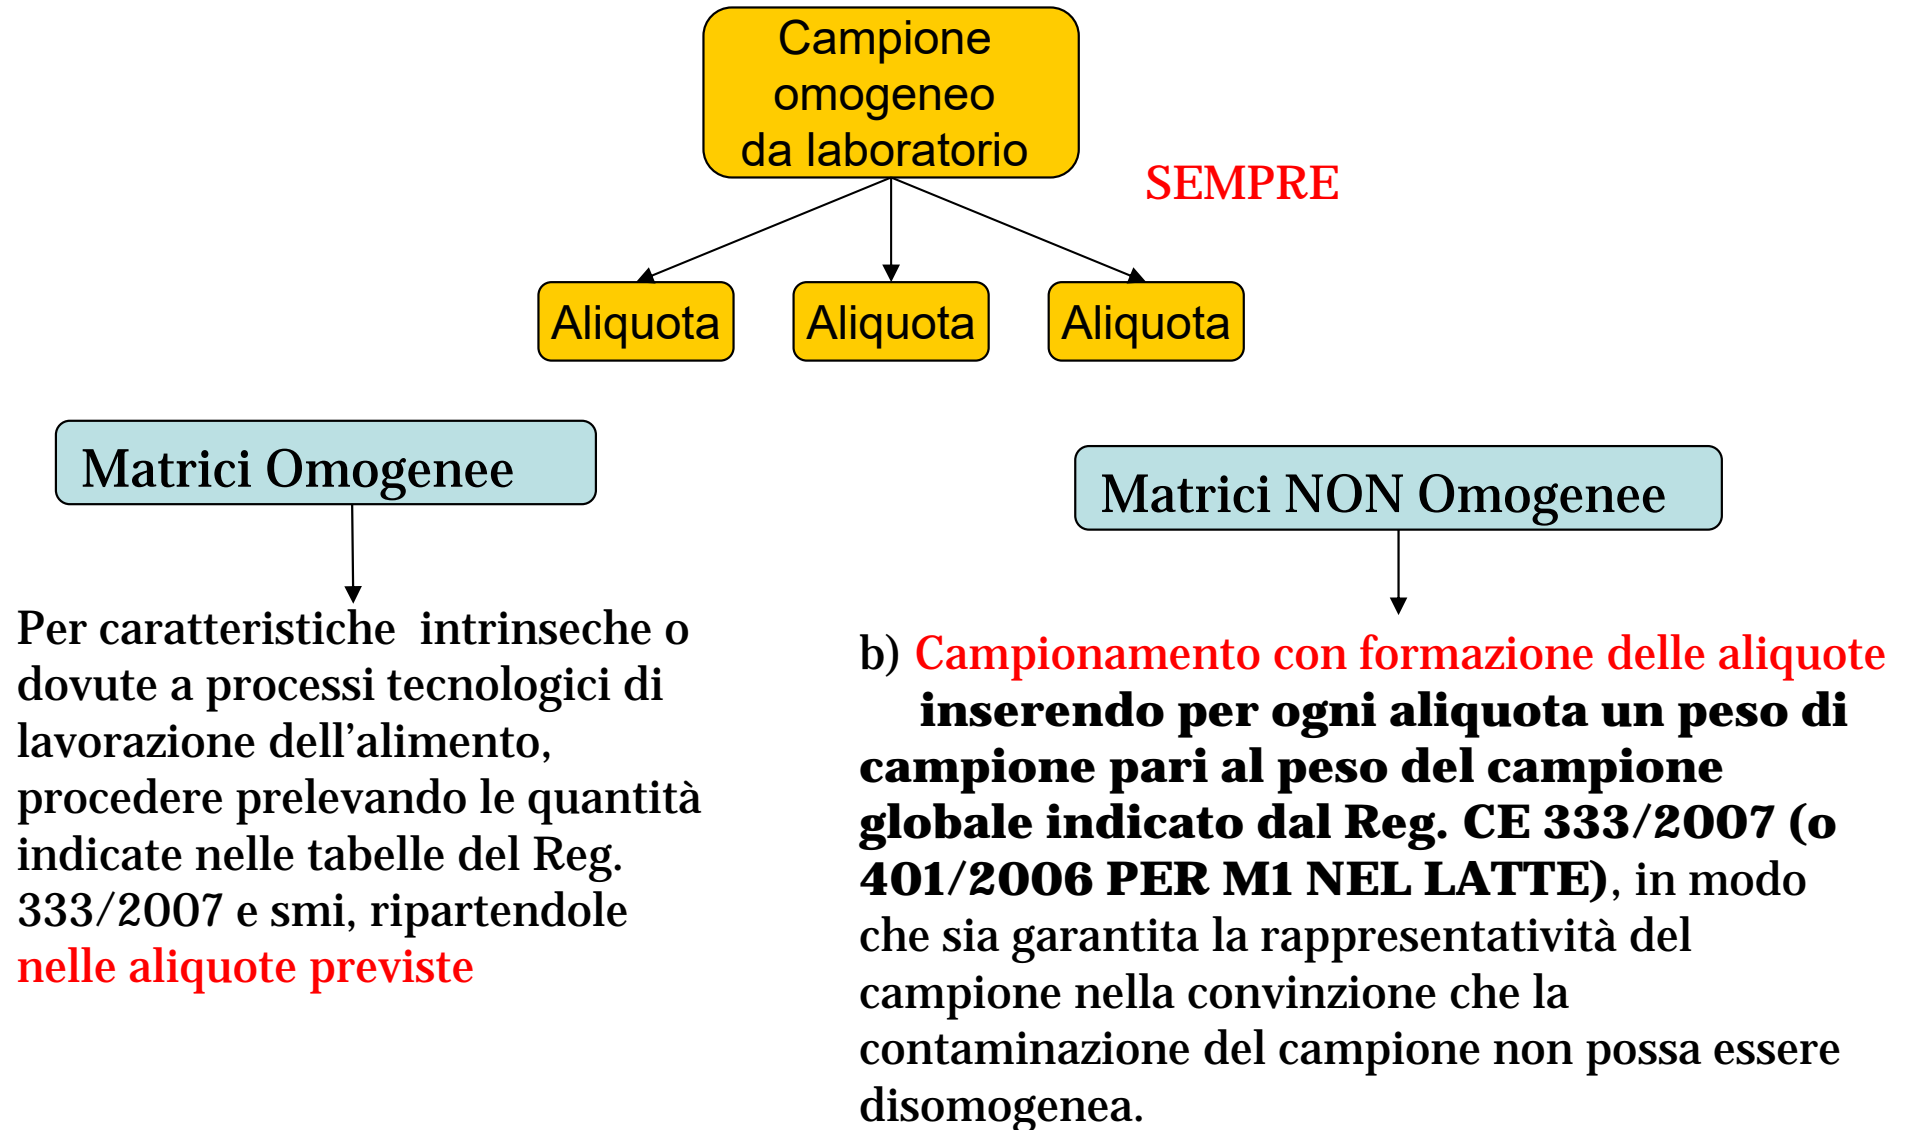 Campione
omogeneo
da laboratorio
SEMPRE
Aliquota
Aliquota
Aliquota
Matrici Omogenee
Per caratteristiche intrinseche o
dovute a processi tecnologici di
lavorazione dell’alimento,
procedere prelevando le quantità
indicate nelle tabelle del Reg.
333/2007 e smi, ripartendole
nelle aliquote previste
Matrici NON Omogenee
b) Campionamento con formazione delle aliquote
inserendo per ogni aliquota un peso di
campione pari al peso del campione
globale indicato dal Reg. CE 333/2007 (o
401/2006 PER M1 NEL LATTE), in modo
che sia garantita la rappresentatività del
campione nella convinzione che la
contaminazione del campione non possa essere
disomogenea.